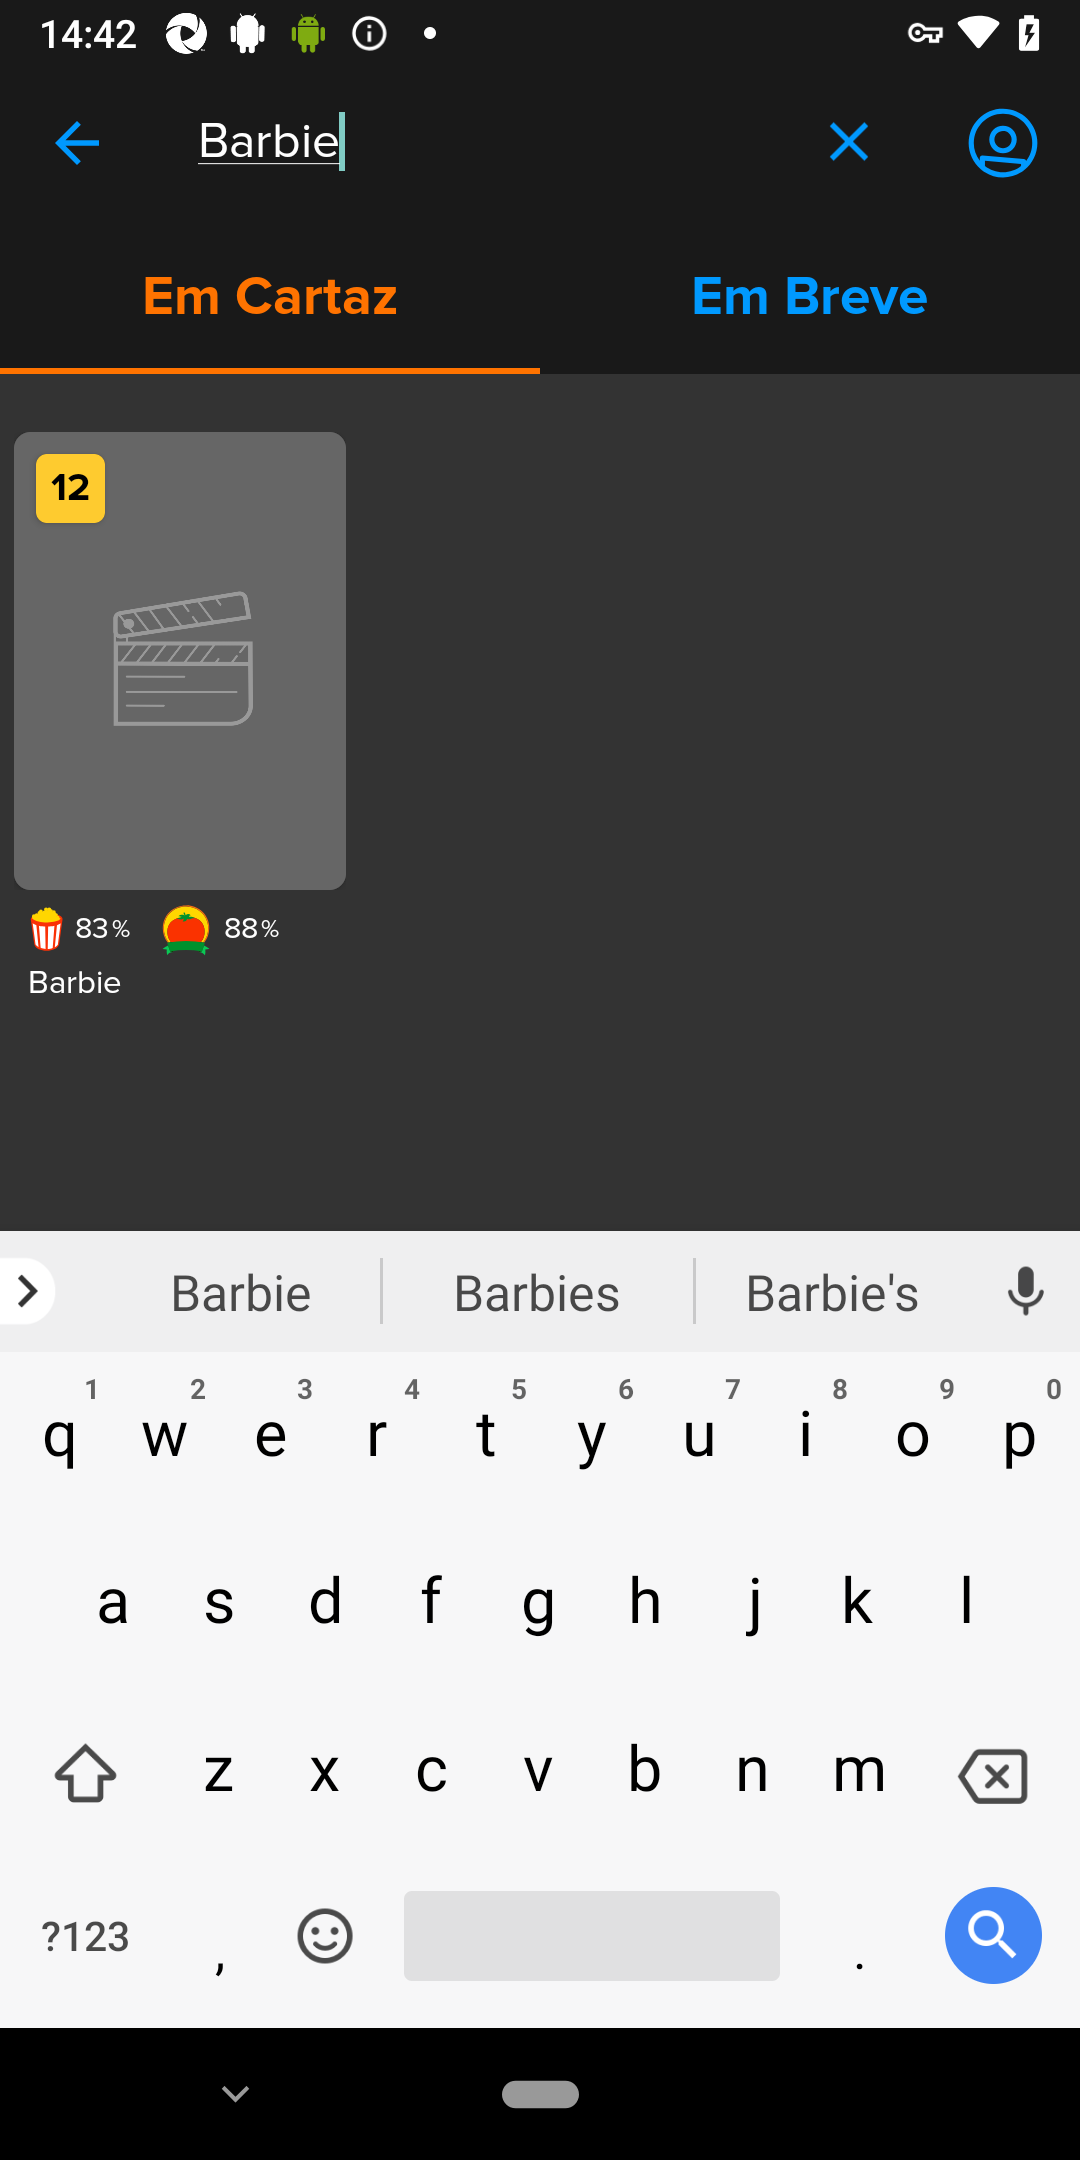 14:42
Barbie
Em Cartaz
Em Breve
12
83% 88%
Barbie
Barbie Barbies Barbie's
1 2 3 4 5 6 7 8 9 0
q w e r t y u i o p
a s d f g h j k l
z x c v b n m
?123 , .